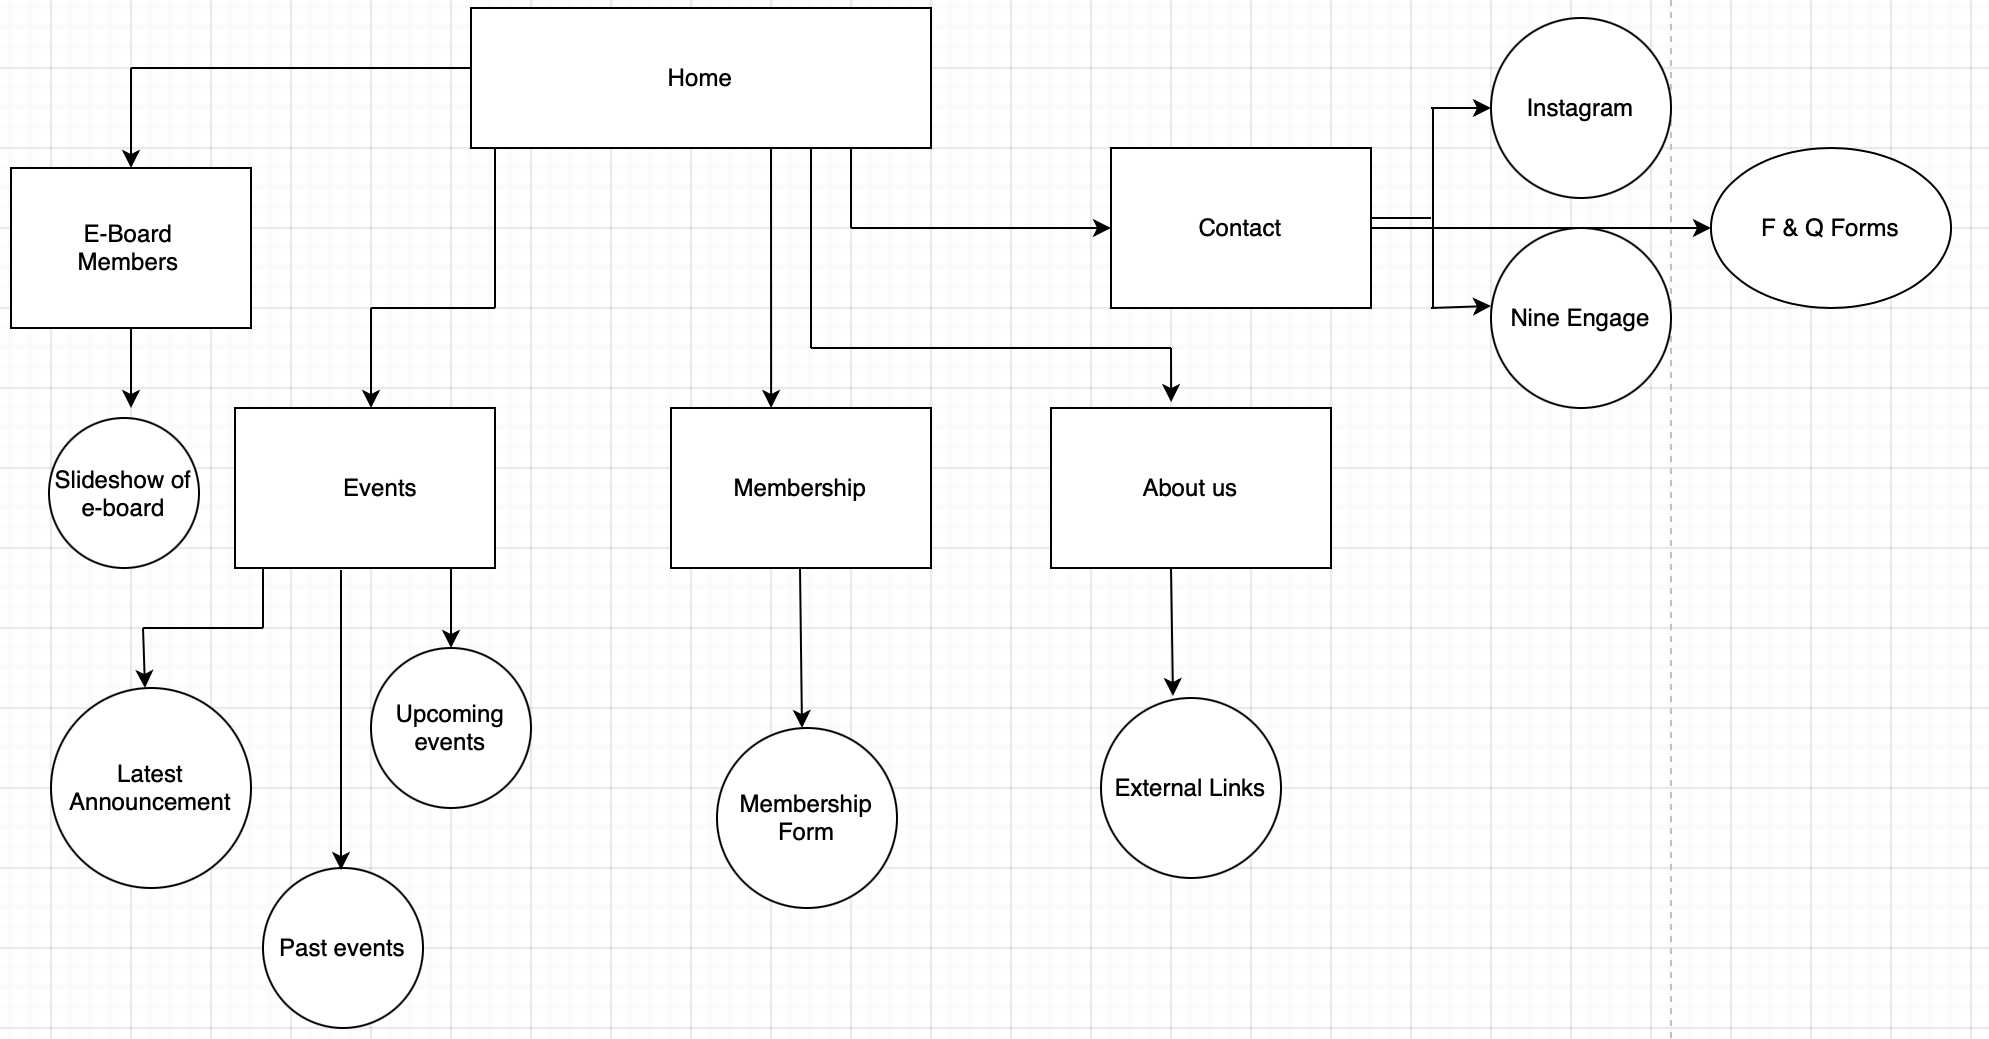 Home
Instagram
E-Board
Members
Contact
F & Q Forms
Nine Engage
Slideshow of
e-board
Events
Membership
About us
Upcoming
events
Latest
Announcement
Membership
Form
External Links
Past events